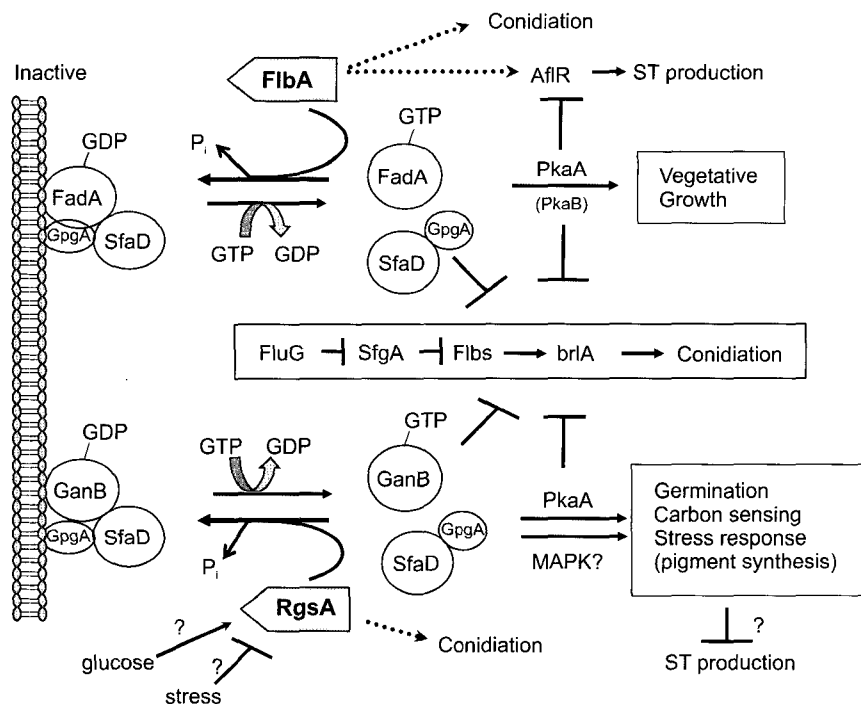 Conidiation
Inactive
FlbA
AflR
ST production
GDP
Pi
GTP
FadA
FadA
PkaA
(PkaB)
Vegetative
Growth
GpgA
SfaD
GTP
GDP
GpgA
SfaD
FluG
SfgA
Flbs
brlA
Conidiation
GDP
GTP
GDP
GTP
GanB
GanB
GpgA
SfaD
GpgA
SfaD
PkaA
MAPK?
Germination
Carbon sensing
Stress response
(pigment synthesis)
Pi
RgsA
?
glucose
?
stress
Conidiation
?
ST production